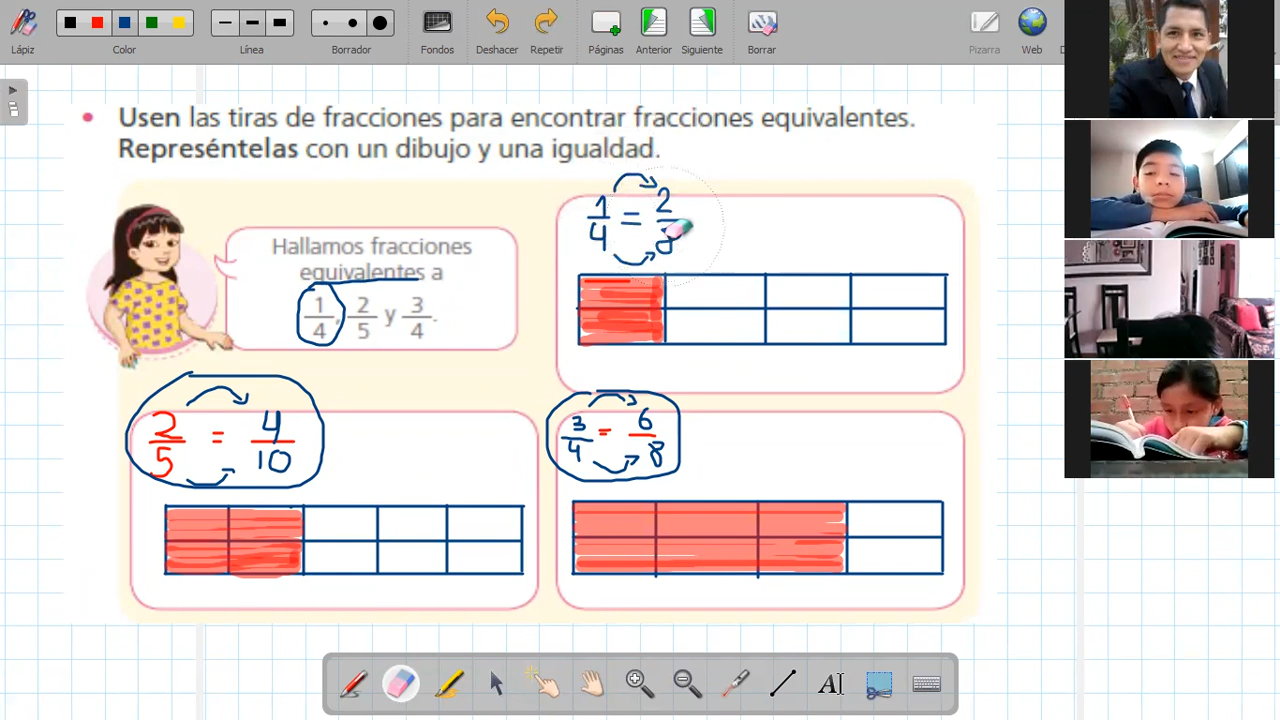 Lápiz Color Línea Borrador Fondos Deshacer Repetir Páginas Anterior Siguiente Borrar Pizarra Web
• Usen las tiras de fracciones para encontrar fracciones equivalentes.
Represéntelas con un dibujo y una igualdad.
Hallamos fracciones
equivalentes a
1/4, 2/5 y 3/4.
1/4 = 2/8
2/5 = 4/10
3/4 = 6/8